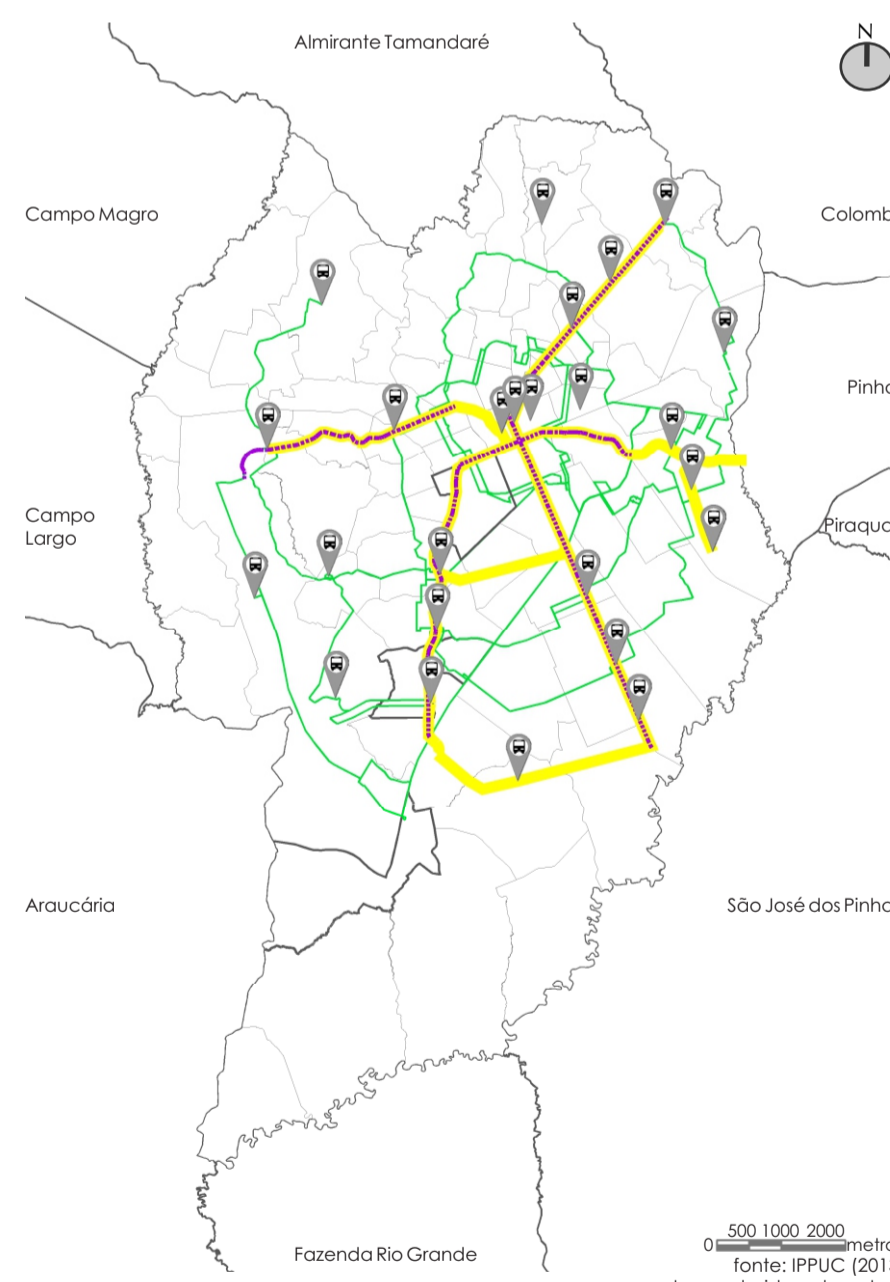 Almirante Tamandaré
N
Campo Magro
Colomb
Pinha
Campo
Largo
Piraqua
Araucária
São José dos Pinha
500 1000 2000
0 metro
Fazenda Rio Grande
fonte: IPPUC (201